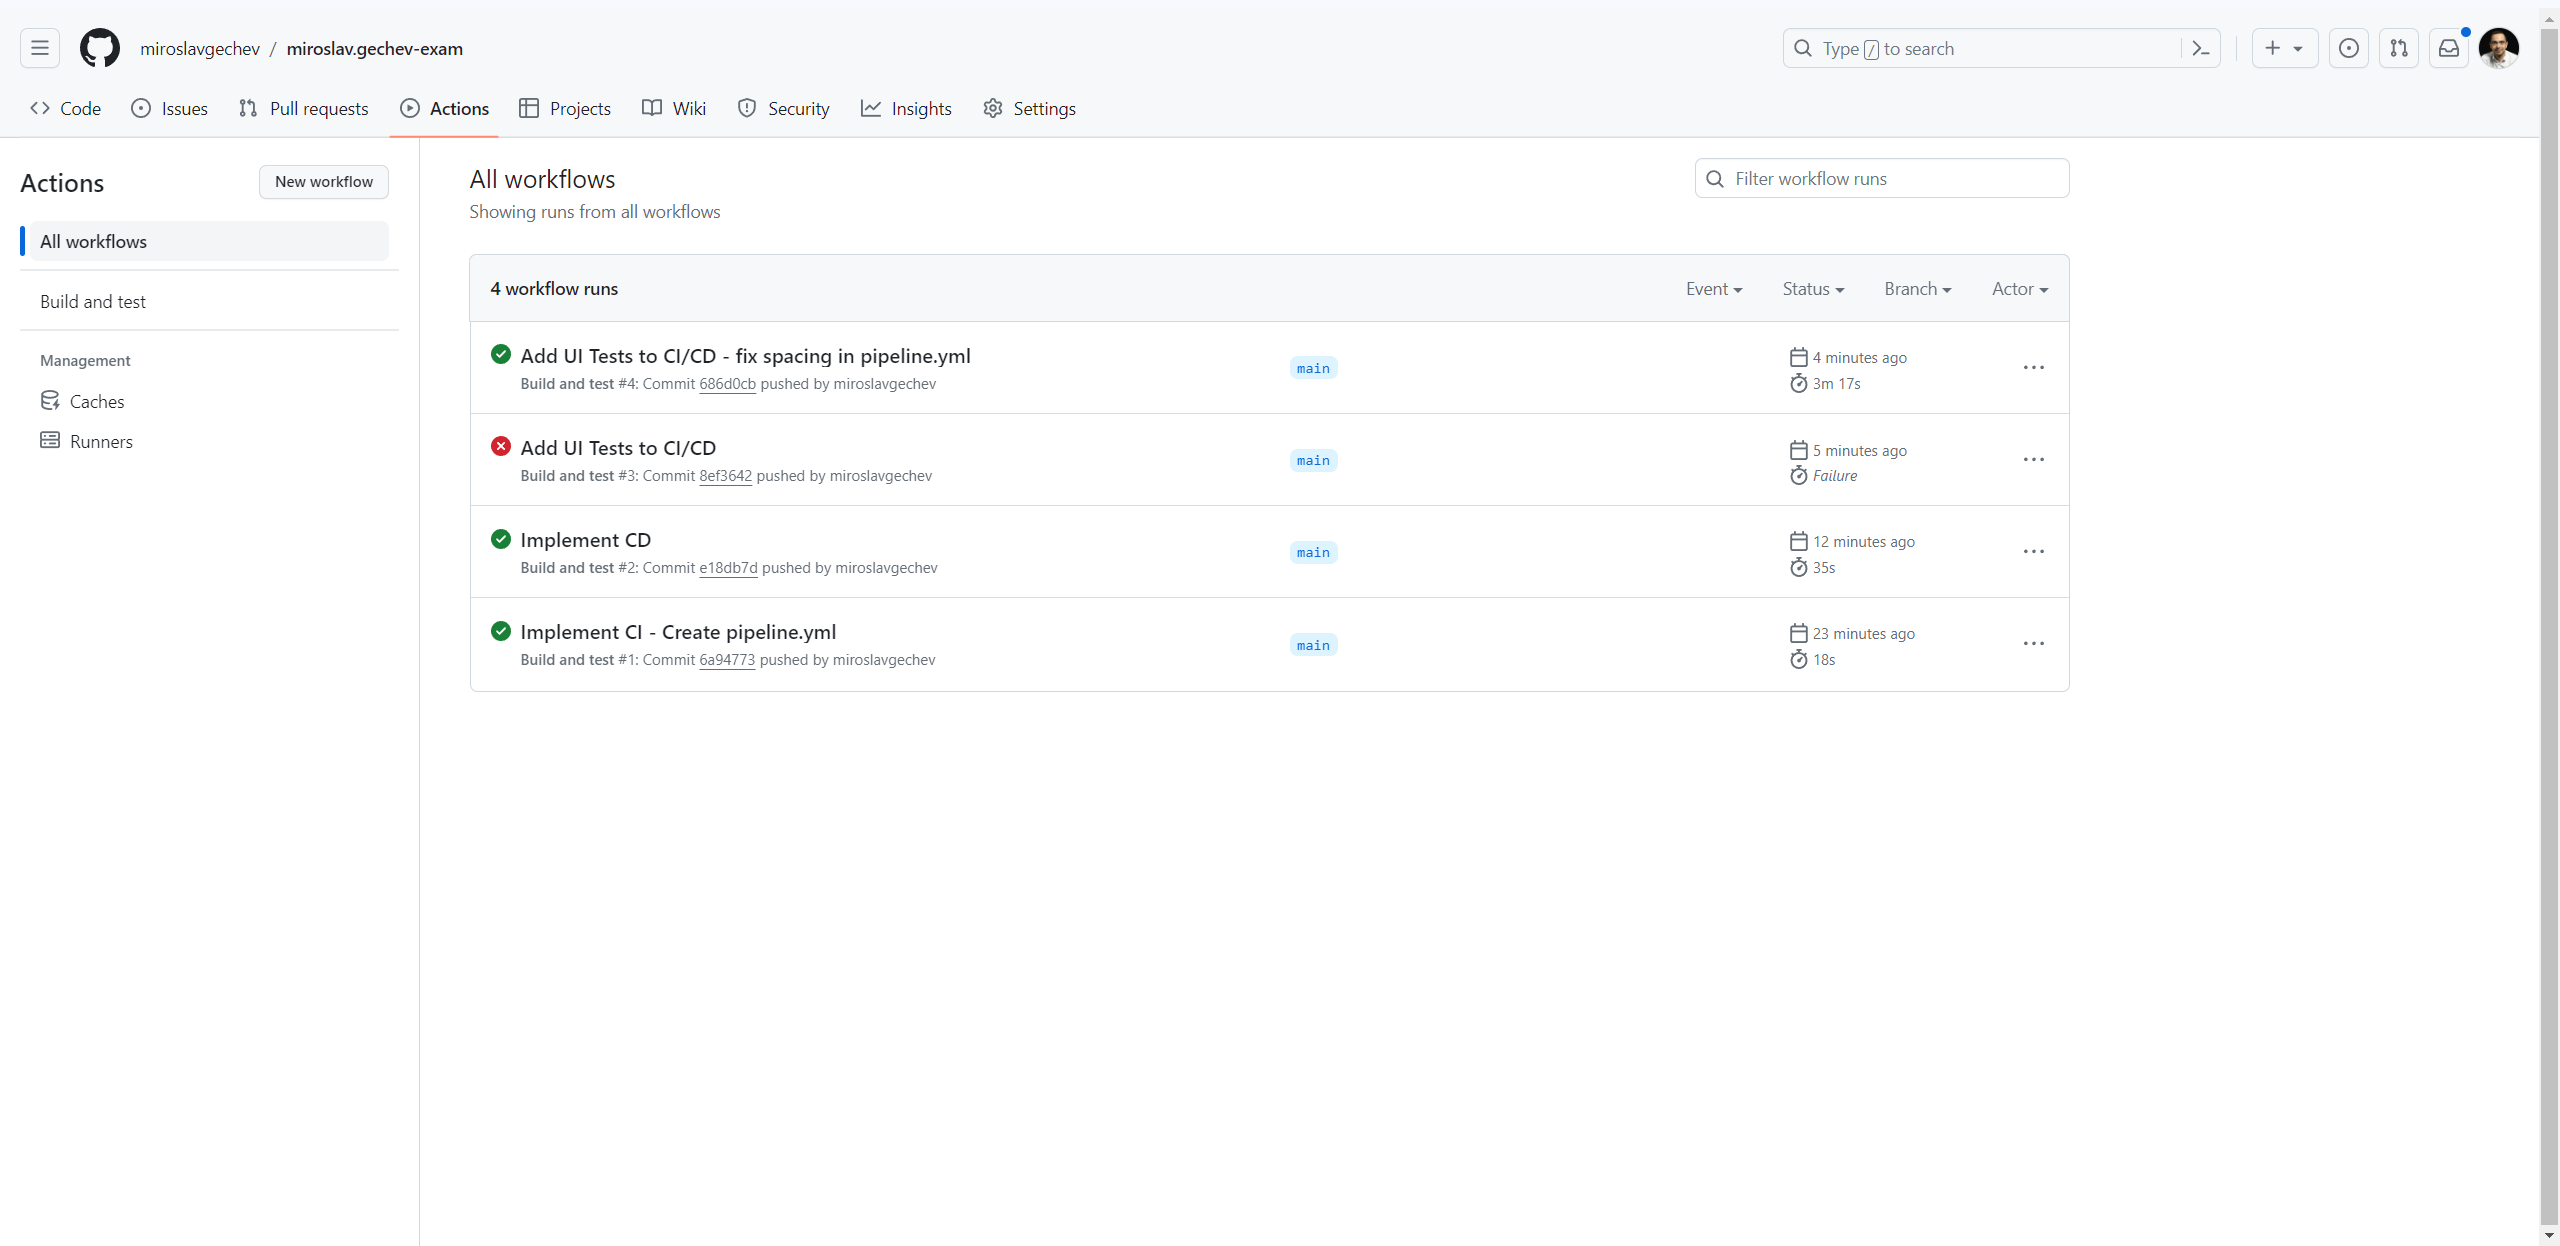 miroslavgechev / miroslav.gechev-exam
Type / to search
Code Issues Pull requests Actions Projects Wiki Security Insights Settings
Actions
New workflow
All workflows
Build and test
Management
Caches
Runners
All workflows
Showing runs from all workflows
Filter workflow runs
4 workflow runs
Event Status Branch Actor
Add UI Tests to CI/CD - fix spacing in pipeline.yml
Build and test #4: Commit 686d0cb pushed by miroslavgechev
main
4 minutes ago
3m 17s
Add UI Tests to CI/CD
Build and test #3: Commit 8ef3642 pushed by miroslavgechev
main
5 minutes ago
Failure
Implement CD
Build and test #2: Commit e18db7d pushed by miroslavgechev
main
12 minutes ago
35s
Implement CI - Create pipeline.yml
Build and test #1: Commit 6a94773 pushed by miroslavgechev
main
23 minutes ago
18s